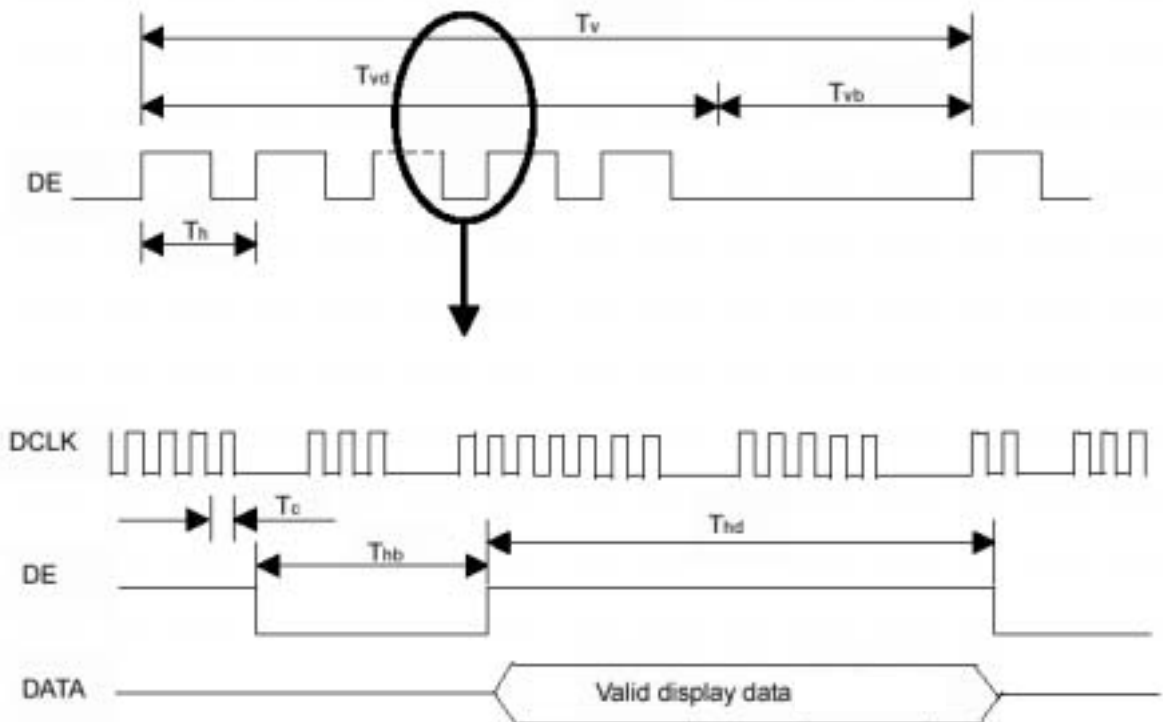 Tv
Tvd
Tvb
DE
Th
DCLK
Tc
Thd
Thb
DE
DATA
Valid display data